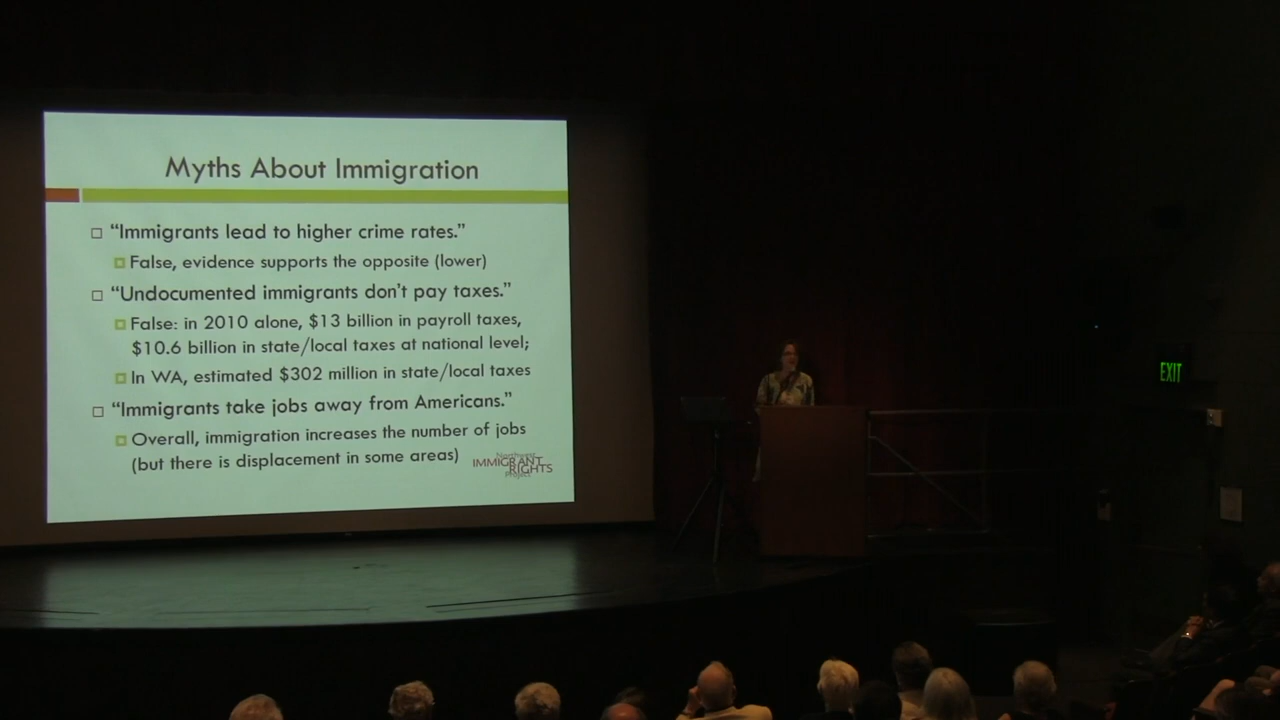 Myths About Immigration
“Immigrants lead to higher crime rates.”
False, evidence supports the opposite (lower)
“Undocumented immigrants don’t pay taxes.”
False: in 2010 alone, $13 billion in payroll taxes,
$10.6 billion in state/local taxes at national level;
In WA, estimated $302 million in state/local taxes
“Immigrants take jobs away from Americans.”
Overall, immigration increases the number of jobs
(but there is displacement in some areas)
Northwest
IMMIGRANT
RIGHTS
Project
EXIT